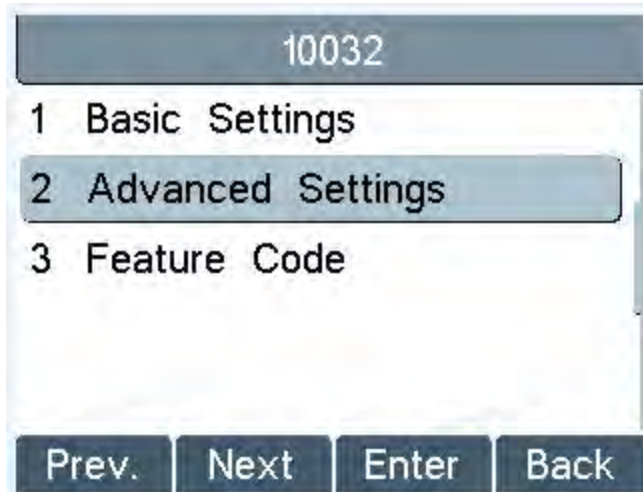 10032
1 Basic Settings
2 Advanced Settings
3 Feature Code
Prev. Next Enter Back